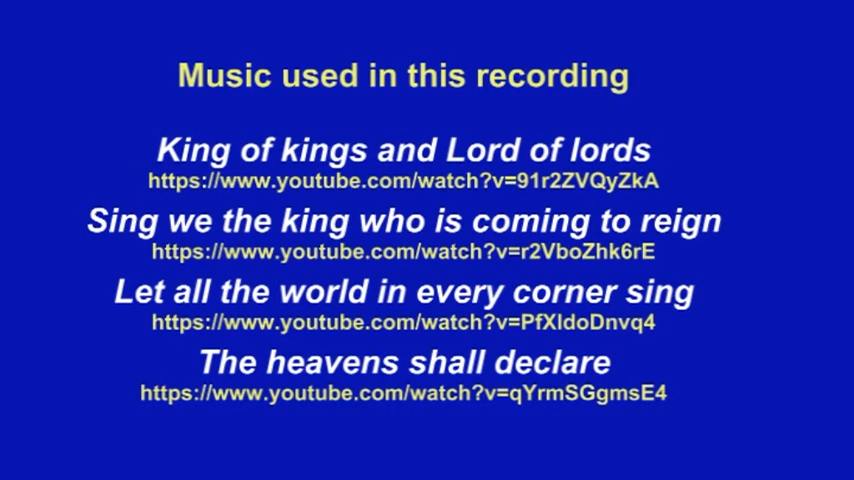 Music used in this recording
King of kings and Lord of lords
https://www.youtube.com/watch?v=91r2ZVQyZkA
Sing we the king who is coming to reign
https://www.youtube.com/watch?v=r2VboZhk6rE
Let all the world in every corner sing
https://www.youtube.com/watch?v=PfXldoDnvq4
The heavens shall declare
https://www.youtube.com/watch?v=qYrmSGgmsE4